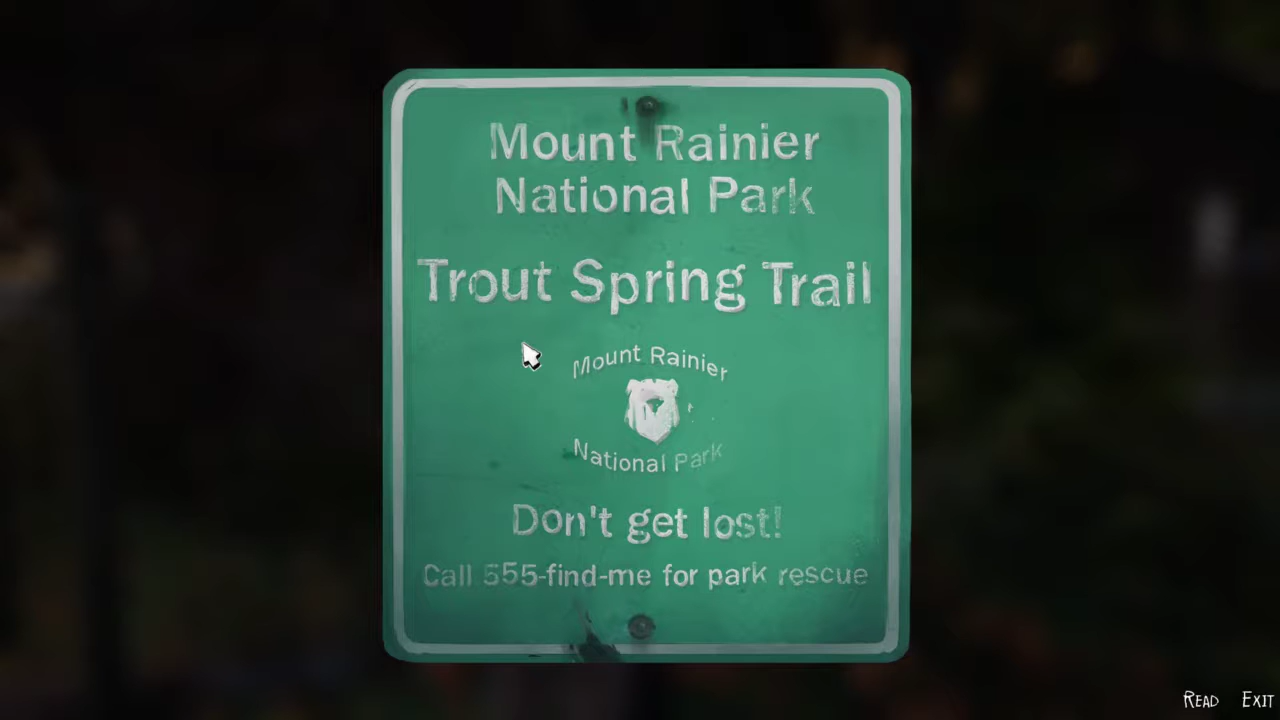 Mount Rainier
National Park
Trout Spring Trail
Mount Rainier
National Park
Don't get lost!
Call 555-find-me for park rescue
READ EXIT